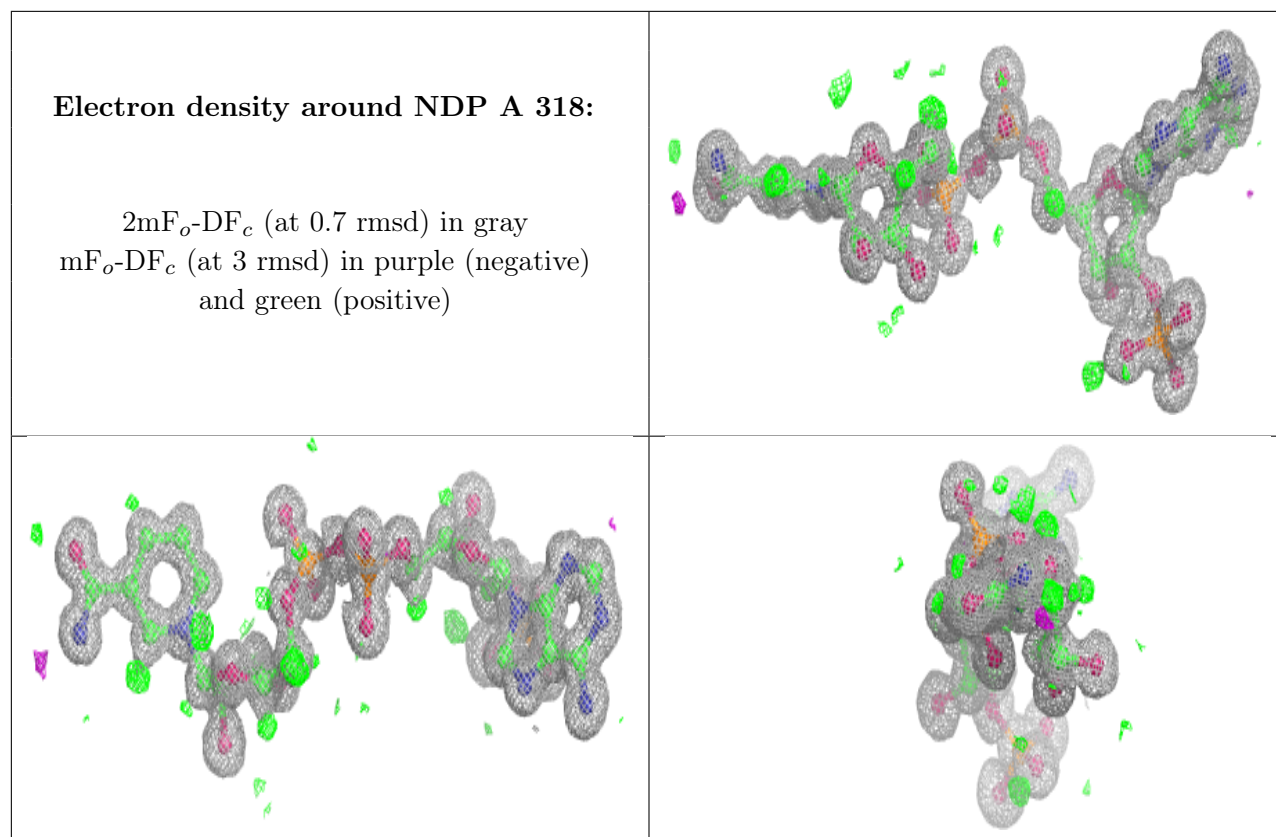 Electron density around NDP A 318:
2mFo-DFc (at 0.7 rmsd) in gray
mFo-DFc (at 3 rmsd) in purple (negative)
and green (positive)